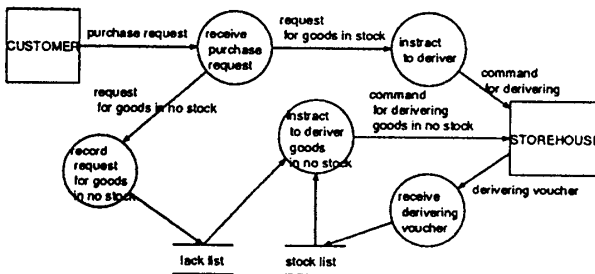 CUSTOMER
purchase request
receive
purchase
request
request
for goods in stock
instract
to deriver
command
for derivering
request
for goods in no stock
command
for derivering
goods in no stock
instract
to deriver
goods
in no stock
STOREHOUSE
record
request
for goods
in no stock
receive
derivering
voucher
derivering voucher
lack list
stock list